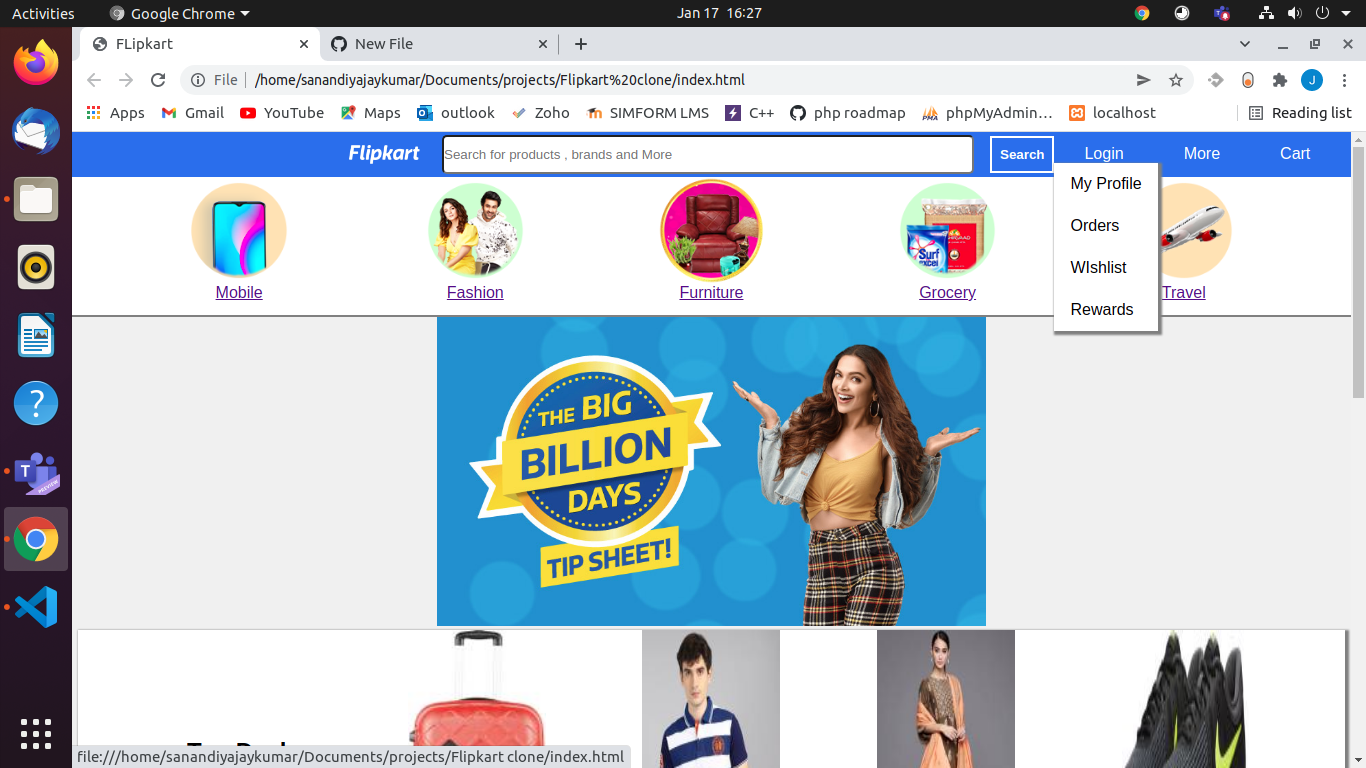 Activities
Google Chrome
Jan 17 16:27
FLipkart
New File
File
/home/sanandiyajaykumar/Documents/projects/Flipkart%20clone/index.html
J
Apps
Gmail
YouTube
Maps
outlook
Zoho
SIMFORM LMS
C++
php roadmap
phpMyAdmin…
localhost
Reading list
Flipkart
Search for products , brands and More
Search
Login
More
Cart
My Profile
Orders
WIshlist
Rewards
Surf
excel
Mobile
Fashion
Furniture
Grocery
Travel
THE BIG
BILLION
DAYS
TIP SHEET!
file:///home/sanandiyajaykumar/Documents/projects/Flipkart clone/index.html